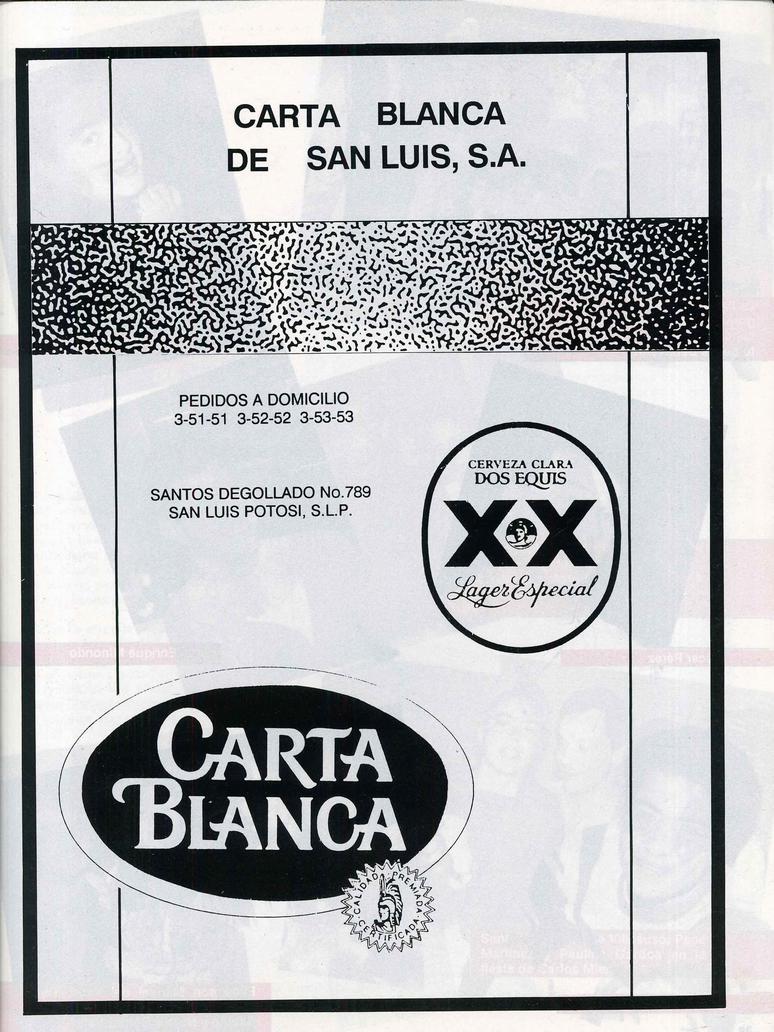 CARTA BLANCA
DE SAN LUIS, S.A.
PEDIDOS A DOMICILIO
3-51-51 3-52-52 3-53-53
SANTOS DEGOLLADO No.789
SAN LUIS POTOSI, S.L.P.
CERVEZA CLARA
DOS EQUIS
XX
Lager Especial
CARTA
BLANCA
CALIDAD PREMIADA
CERTIFICADA